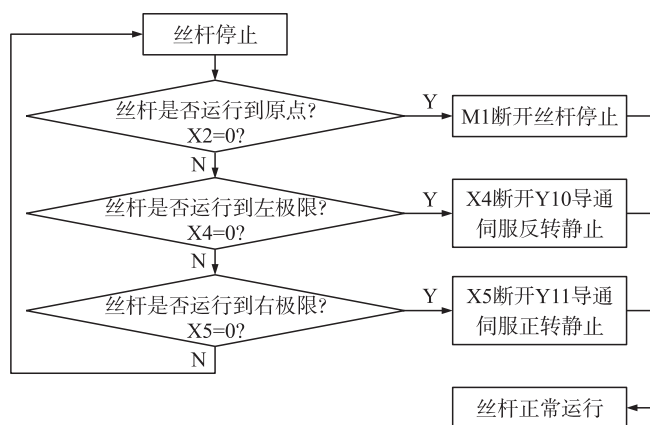 丝杆停止
丝杆是否运行到原点?
X2=0?
Y
M1断开丝杆停止
N
丝杆是否运行到左极限?
X4=0?
Y
X4断开Y10导通
伺服反转静止
N
丝杆是否运行到右极限?
X5=0?
Y
X5断开Y11导通
伺服正转静止
N
丝杆正常运行